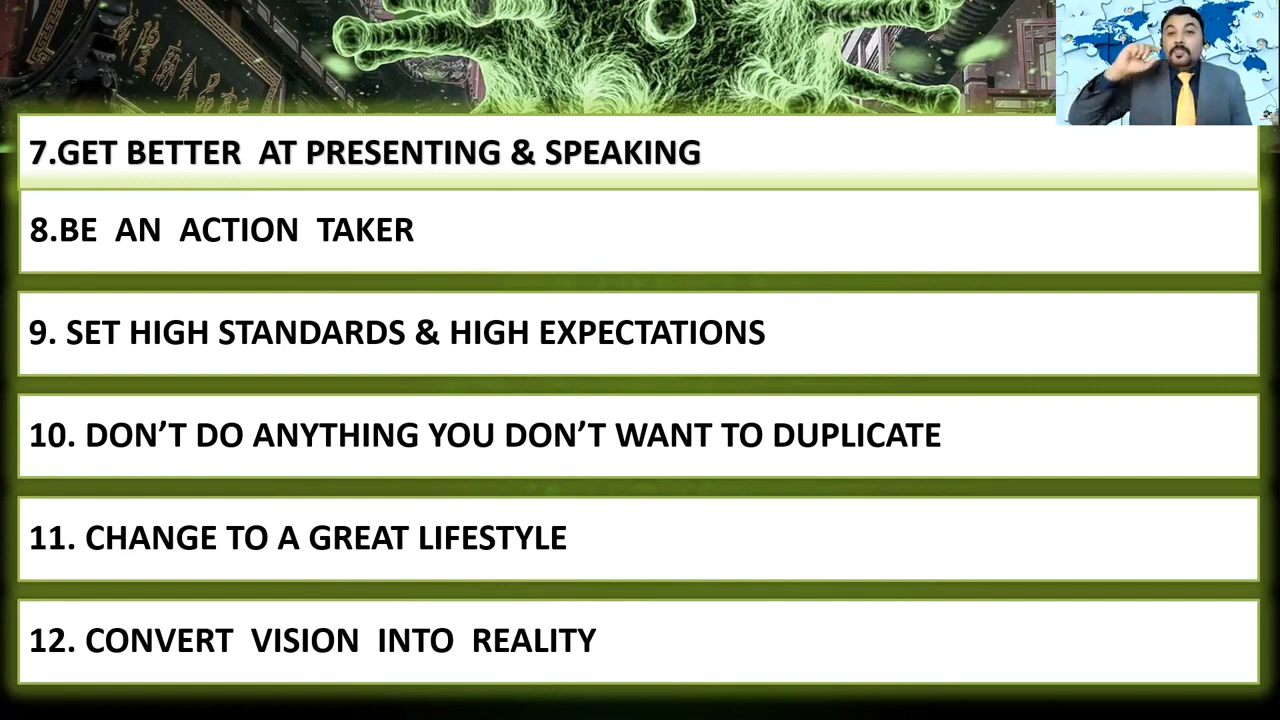 7.GET BETTER  AT PRESENTING & SPEAKING
8.BE  AN  ACTION  TAKER
9. SET HIGH STANDARDS & HIGH EXPECTATIONS
10. DON’T DO ANYTHING YOU DON’T WANT TO DUPLICATE
11. CHANGE TO A GREAT LIFESTYLE
12. CONVERT  VISION  INTO  REALITY